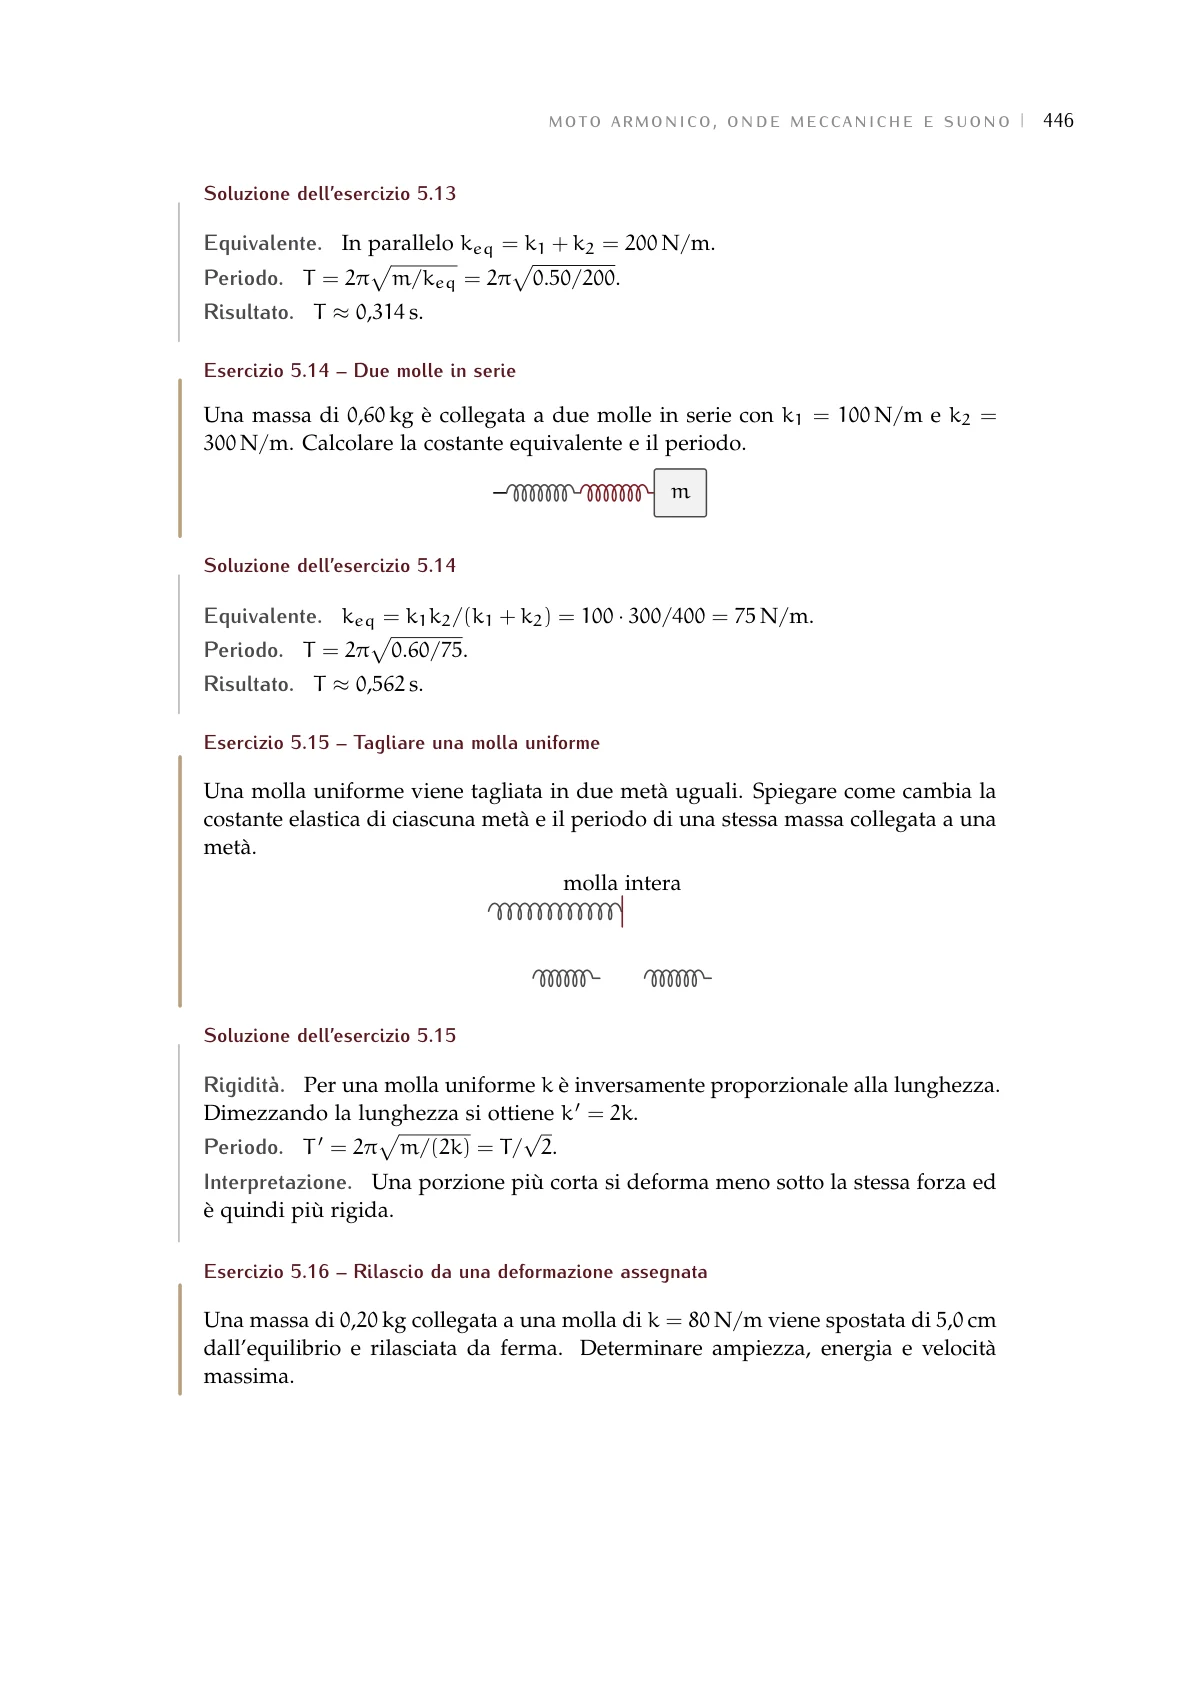 MOTO ARMONICO, ONDE MECCANICHE E SUONO | 446
Soluzione dell'esercizio 5.13
Equivalente. In parallelo k_eq = k₁ + k₂ = 200 N/m.
Periodo. T = 2π√(m/k_eq) = 2π√(0.50/200).
Risultato. T ≈ 0,314 s.
Esercizio 5.14 – Due molle in serie
Una massa di 0,60 kg è collegata a due molle in serie con k₁ = 100 N/m e k₂ =
300 N/m. Calcolare la costante equivalente e il periodo.
m
Soluzione dell'esercizio 5.14
Equivalente. k_eq = k₁k₂/(k₁ + k₂) = 100 · 300/400 = 75 N/m.
Periodo. T = 2π√(0.60/75).
Risultato. T ≈ 0,562 s.
Esercizio 5.15 – Tagliare una molla uniforme
Una molla uniforme viene tagliata in due metà uguali. Spiegare come cambia la
costante elastica di ciascuna metà e il periodo di una stessa massa collegata a una
metà.
molla intera
Soluzione dell'esercizio 5.15
Rigidità. Per una molla uniforme k è inversamente proporzionale alla lunghezza.
Dimezzando la lunghezza si ottiene k′ = 2k.
Periodo. T′ = 2π√(m/(2k)) = T/√2.
Interpretazione. Una porzione più corta si deforma meno sotto la stessa forza ed
è quindi più rigida.
Esercizio 5.16 – Rilascio da una deformazione assegnata
Una massa di 0,20 kg collegata a una molla di k = 80 N/m viene spostata di 5,0 cm
dall'equilibrio e rilasciata da ferma. Determinare ampiezza, energia e velocità
massima.